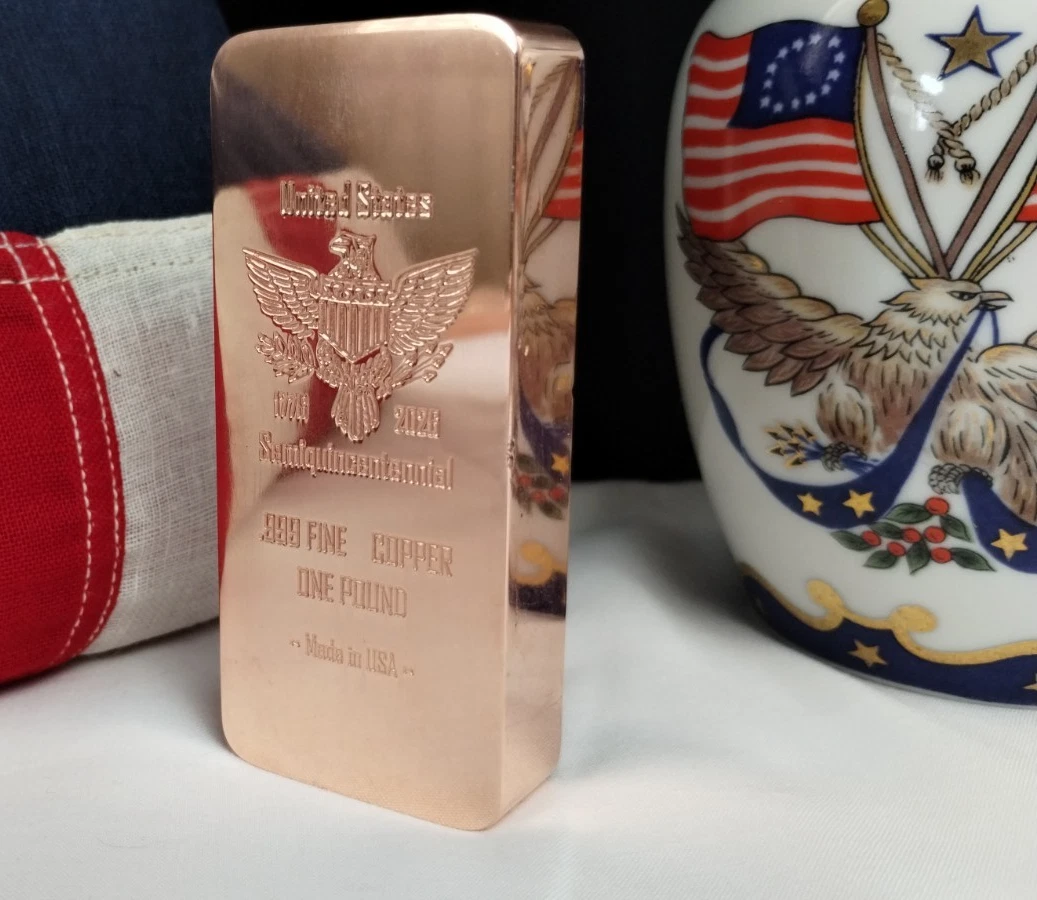 United States
1776 2026
Semiquincentennial
.999 FINE COPPER
ONE POUND
~ Made in USA ~